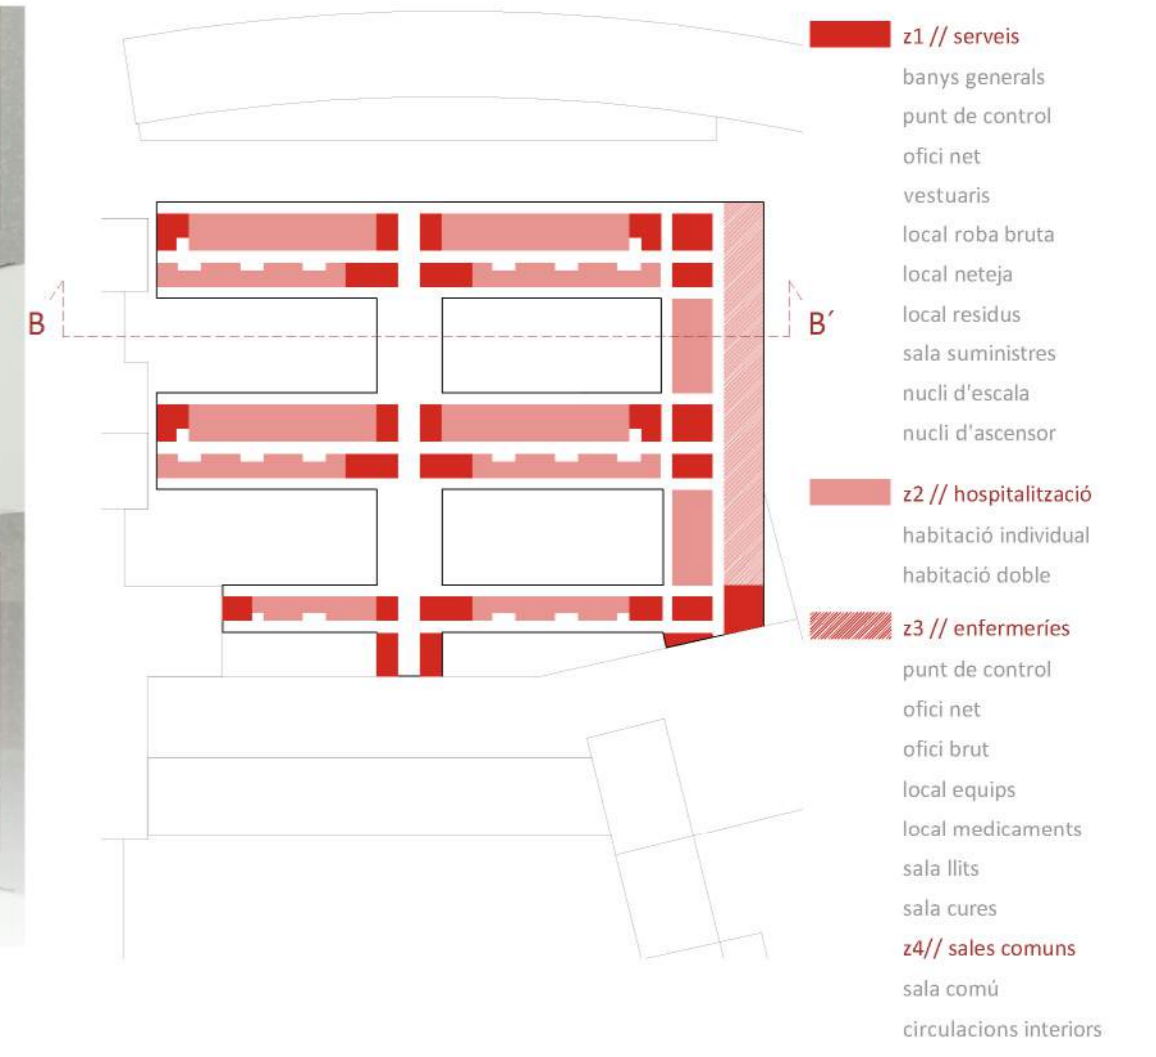 z1 // serveis
banys generals
punt de control
ofici net
vestuaris
local roba bruta
local neteja
local residus
sala suministres
nucli d'escala
nucli d'ascensor
z2 // hospitalització
habitació individual
habitació doble
z3 // enfermeríes
punt de control
ofici net
ofici brut
local equips
local medicaments
sala llits
sala cures
z4// sales comuns
sala comú
circulacions interiors
B
B´